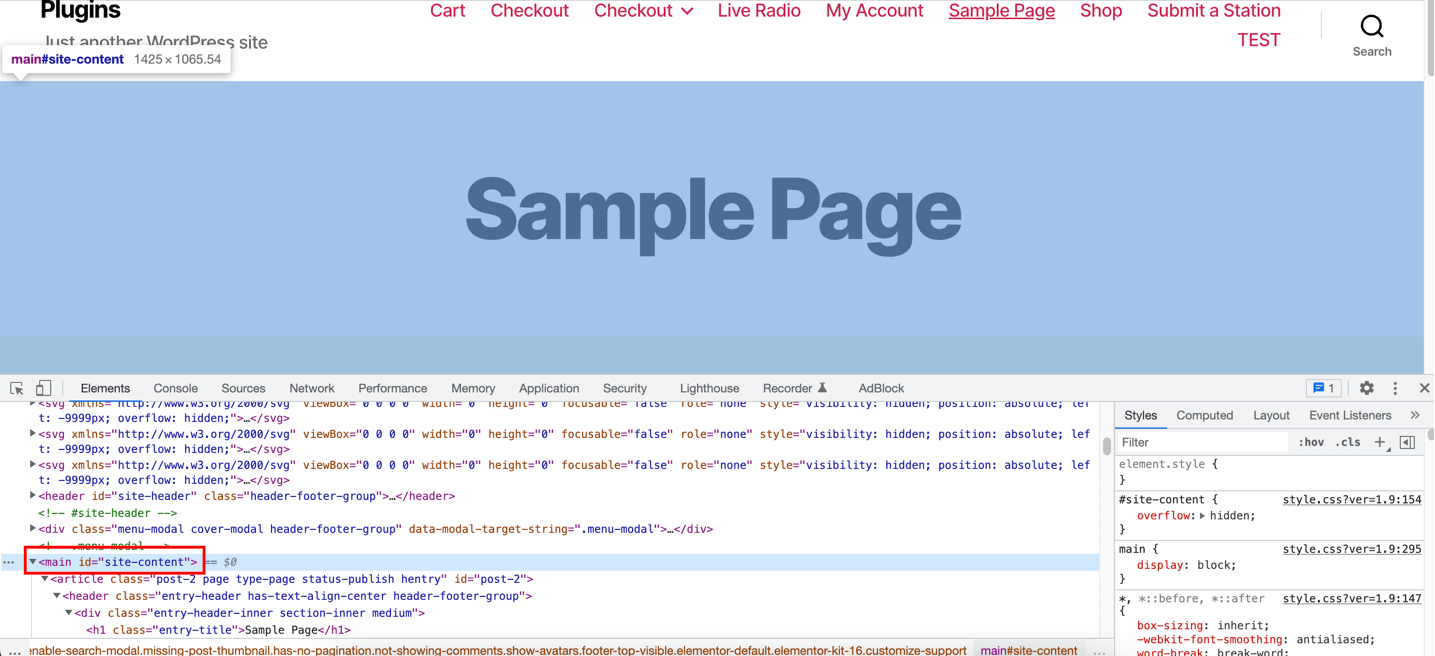 Plugins
Cart Checkout Checkout Live Radio My Account Sample Page Shop Submit a Station
TEST
Search
Just another WordPress site
main#site-content 1425 × 1065.54
Sample Page
Elements Console Sources Network Performance Memory Application Security Lighthouse Recorder AdBlock 1
<svg xmlns="http://www.w3.org/2000/svg" viewBox="0 0 0 0" width="0" height="0" focusable="false" role="none" style="visibility: hidden; position: absolute; lef
t: -9999px; overflow: hidden;">…</svg>
<svg xmlns="http://www.w3.org/2000/svg" viewBox="0 0 0 0" width="0" height="0" focusable="false" role="none" style="visibility: hidden; position: absolute; lef
t: -9999px; overflow: hidden;">…</svg>
<svg xmlns="http://www.w3.org/2000/svg" viewBox="0 0 0 0" width="0" height="0" focusable="false" role="none" style="visibility: hidden; position: absolute; lef
t: -9999px; overflow: hidden;">…</svg>
<header id="site-header" class="header-footer-group">…</header>
<!-- #site-header -->
<div class="menu-modal cover-modal header-footer-group" data-modal-target-string=".menu-modal">…</div>
<!-- .menu-modal -->
<main id="site-content"> == $0
<article class="post-2 page type-page status-publish hentry" id="post-2">
<header class="entry-header has-text-align-center header-footer-group">
<div class="entry-header-inner section-inner medium">
<h1 class="entry-title">Sample Page</h1>
... enable-search-modal.missing-post-thumbnail.has-no-pagination.not-showing-comments.show-avatars.footer-top-visible.elementor-default.elementor-kit-16.customize-support main#site-content ...
Styles Computed Layout Event Listeners »
Filter :hov .cls +
element.style {
}
#site-content { style.css?ver=1.9:154
overflow: hidden;
}
main { style.css?ver=1.9:295
display: block;
}
*, *::before, *::after style.css?ver=1.9:147
{
box-sizing: inherit;
-webkit-font-smoothing: antialiased;
word-break: break-word;